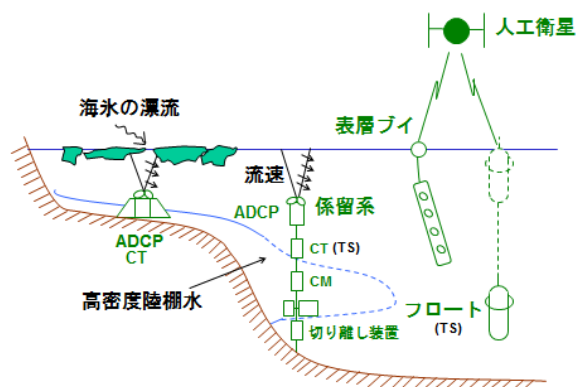 人工衛星
海氷の漂流
表層ブイ
流速
ADCP
係留系
ADCP
CT
CT (TS)
CM
高密度陸棚水
フロート
(TS)
切り離し装置